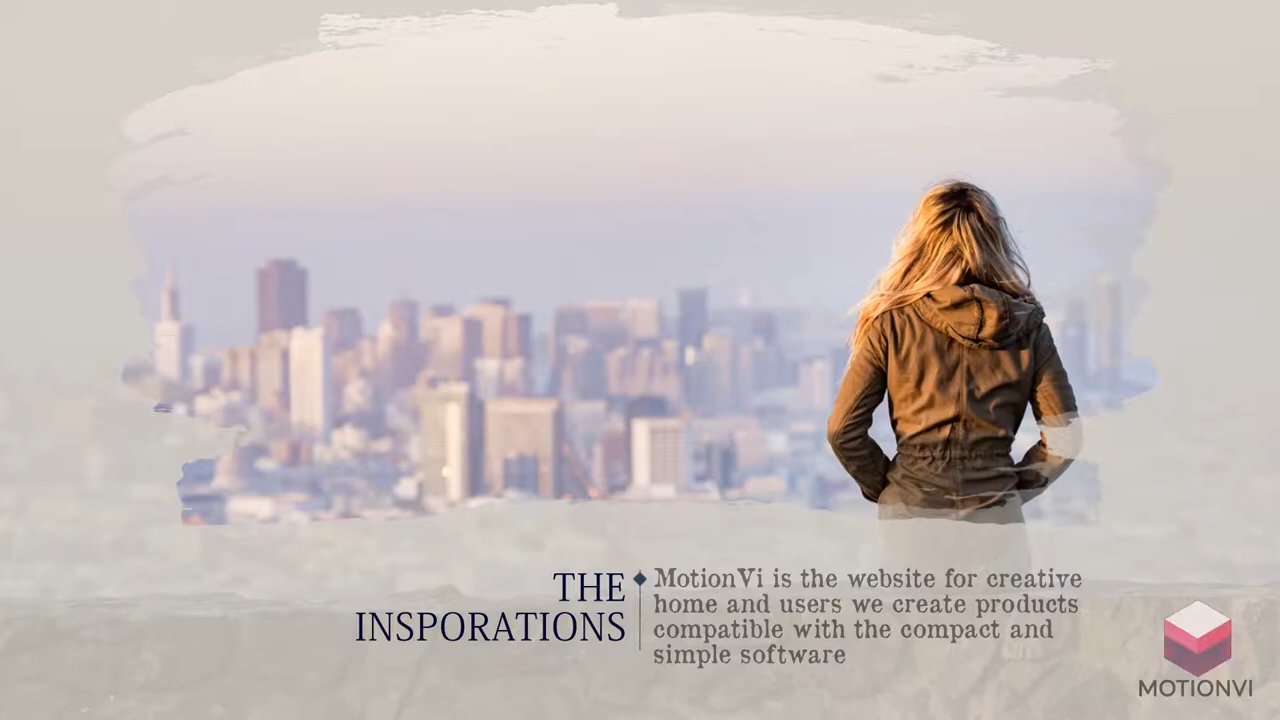 THE
INSPORATIONS
MotionVi is the website for creative
home and users we create products
compatible with the compact and
simple software
MOTIONVI